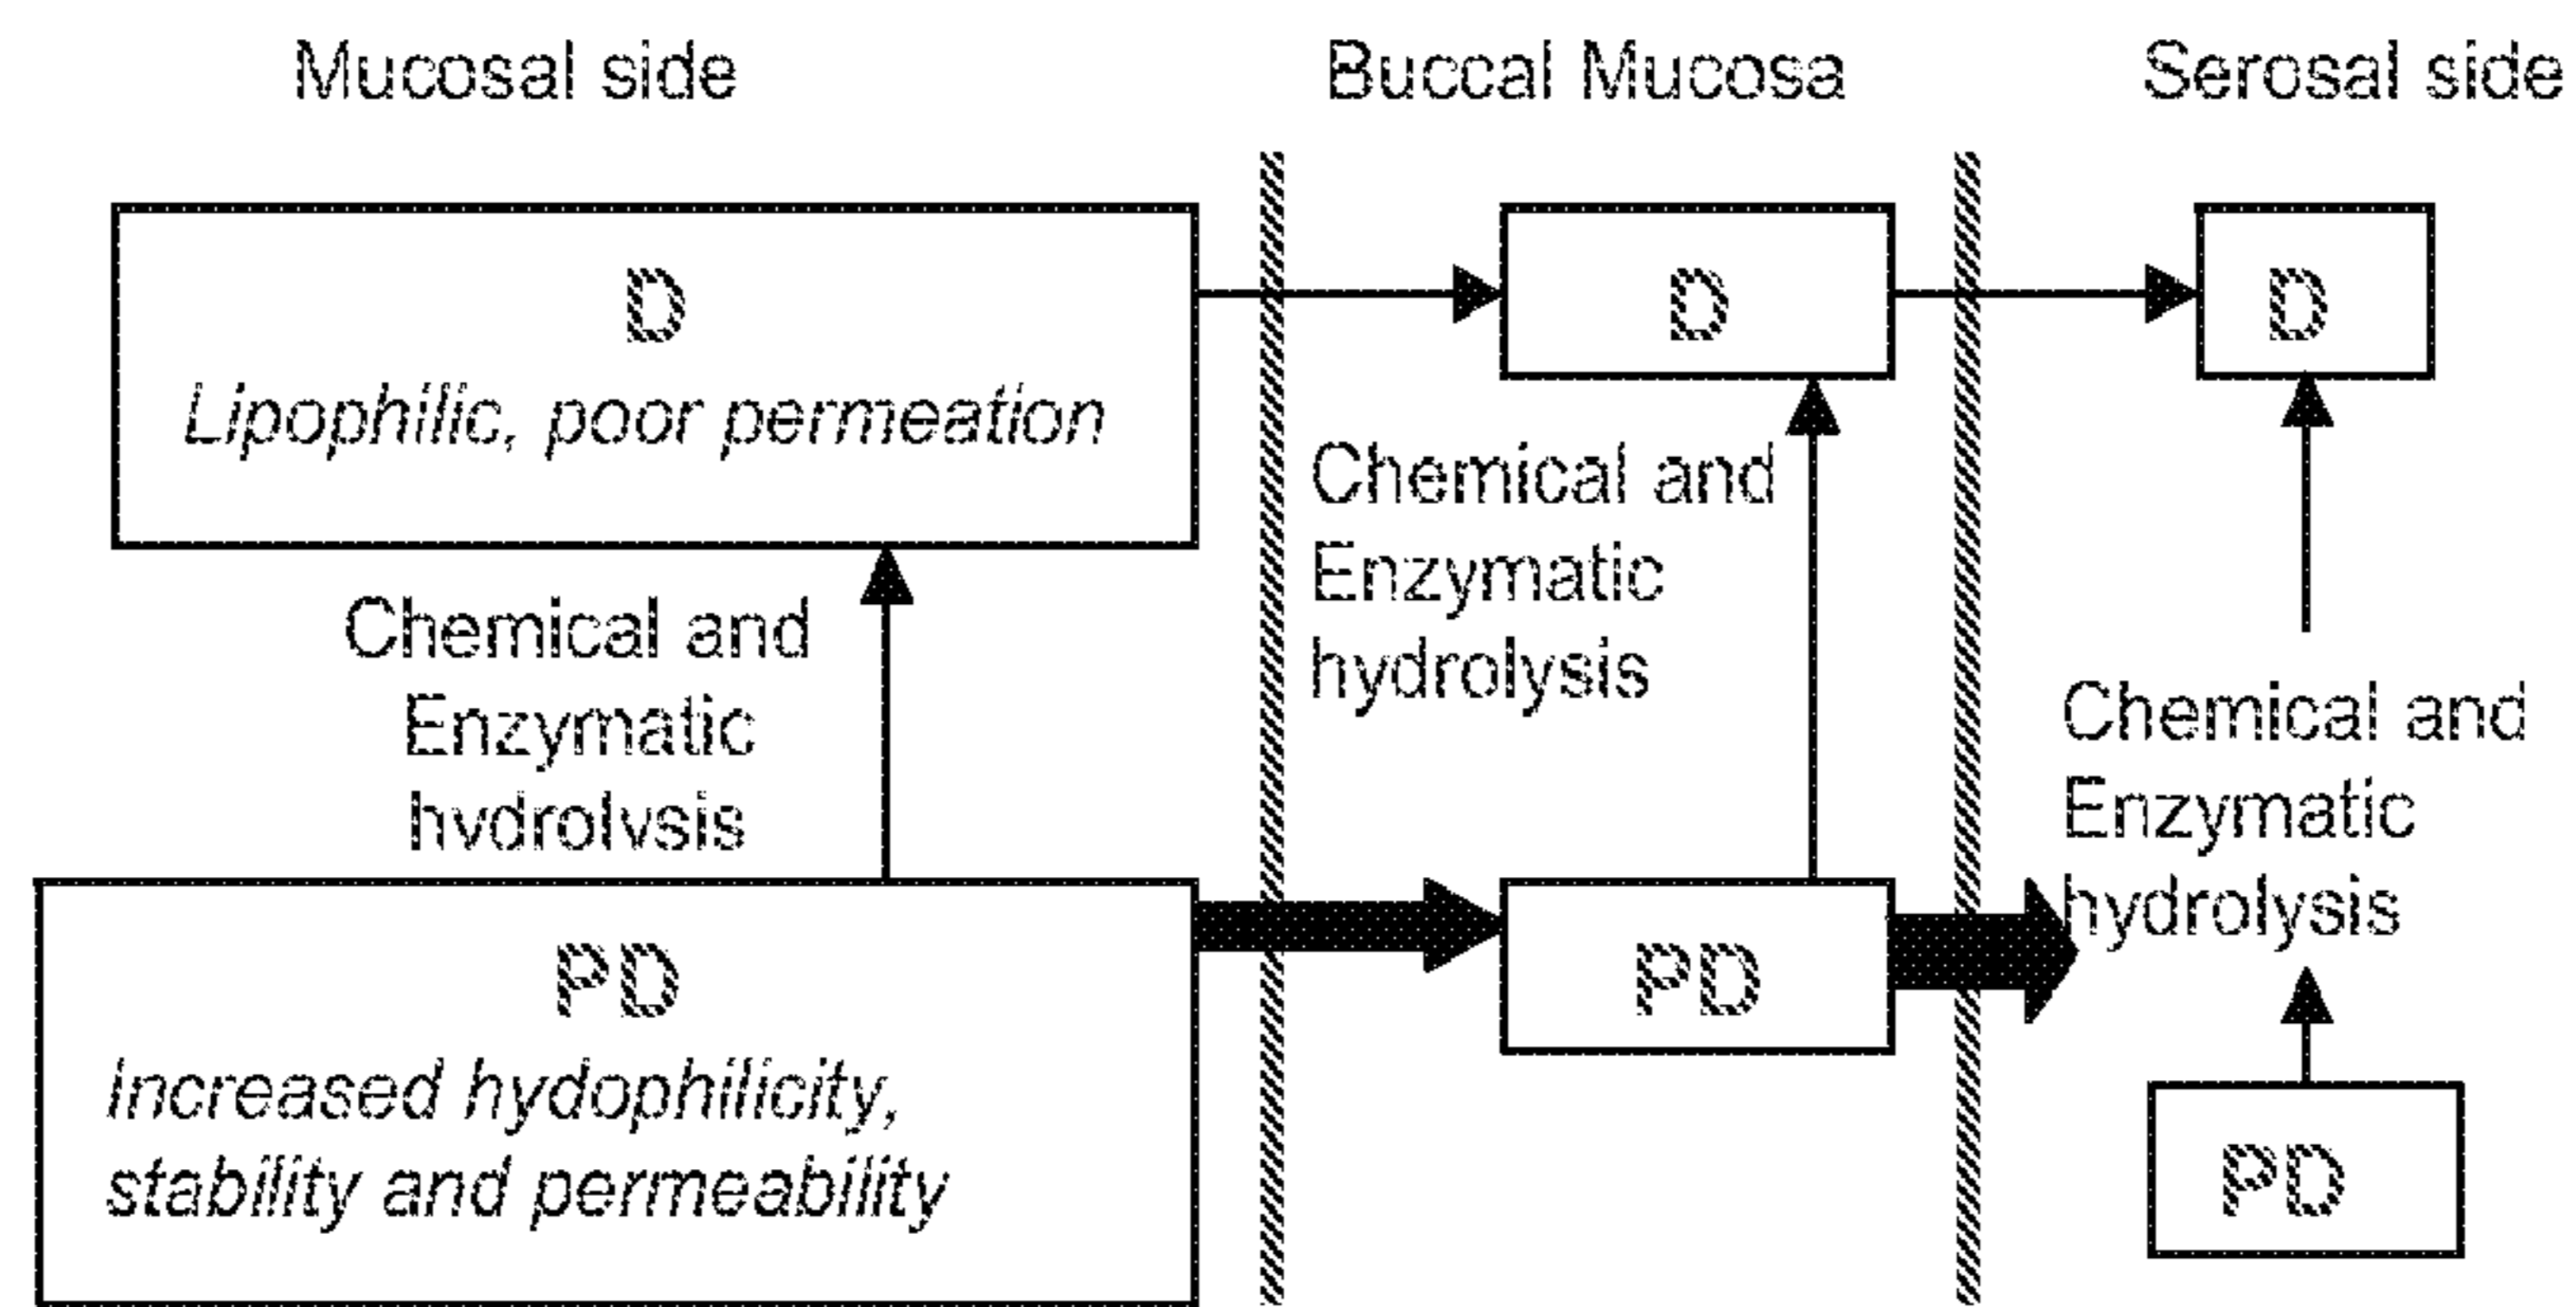 Mucosal side
Buccal Mucosa
Serosal side
D
Lipophilic, poor permeation
D
D
Chemical and
Enzymatic
hydrolysis
Chemical and
Enzymatic
hydrolysis
Chemical and
Enzymatic
hydrolysis
PD
Increased hydophilicity,
stability and permeability
PD
PD